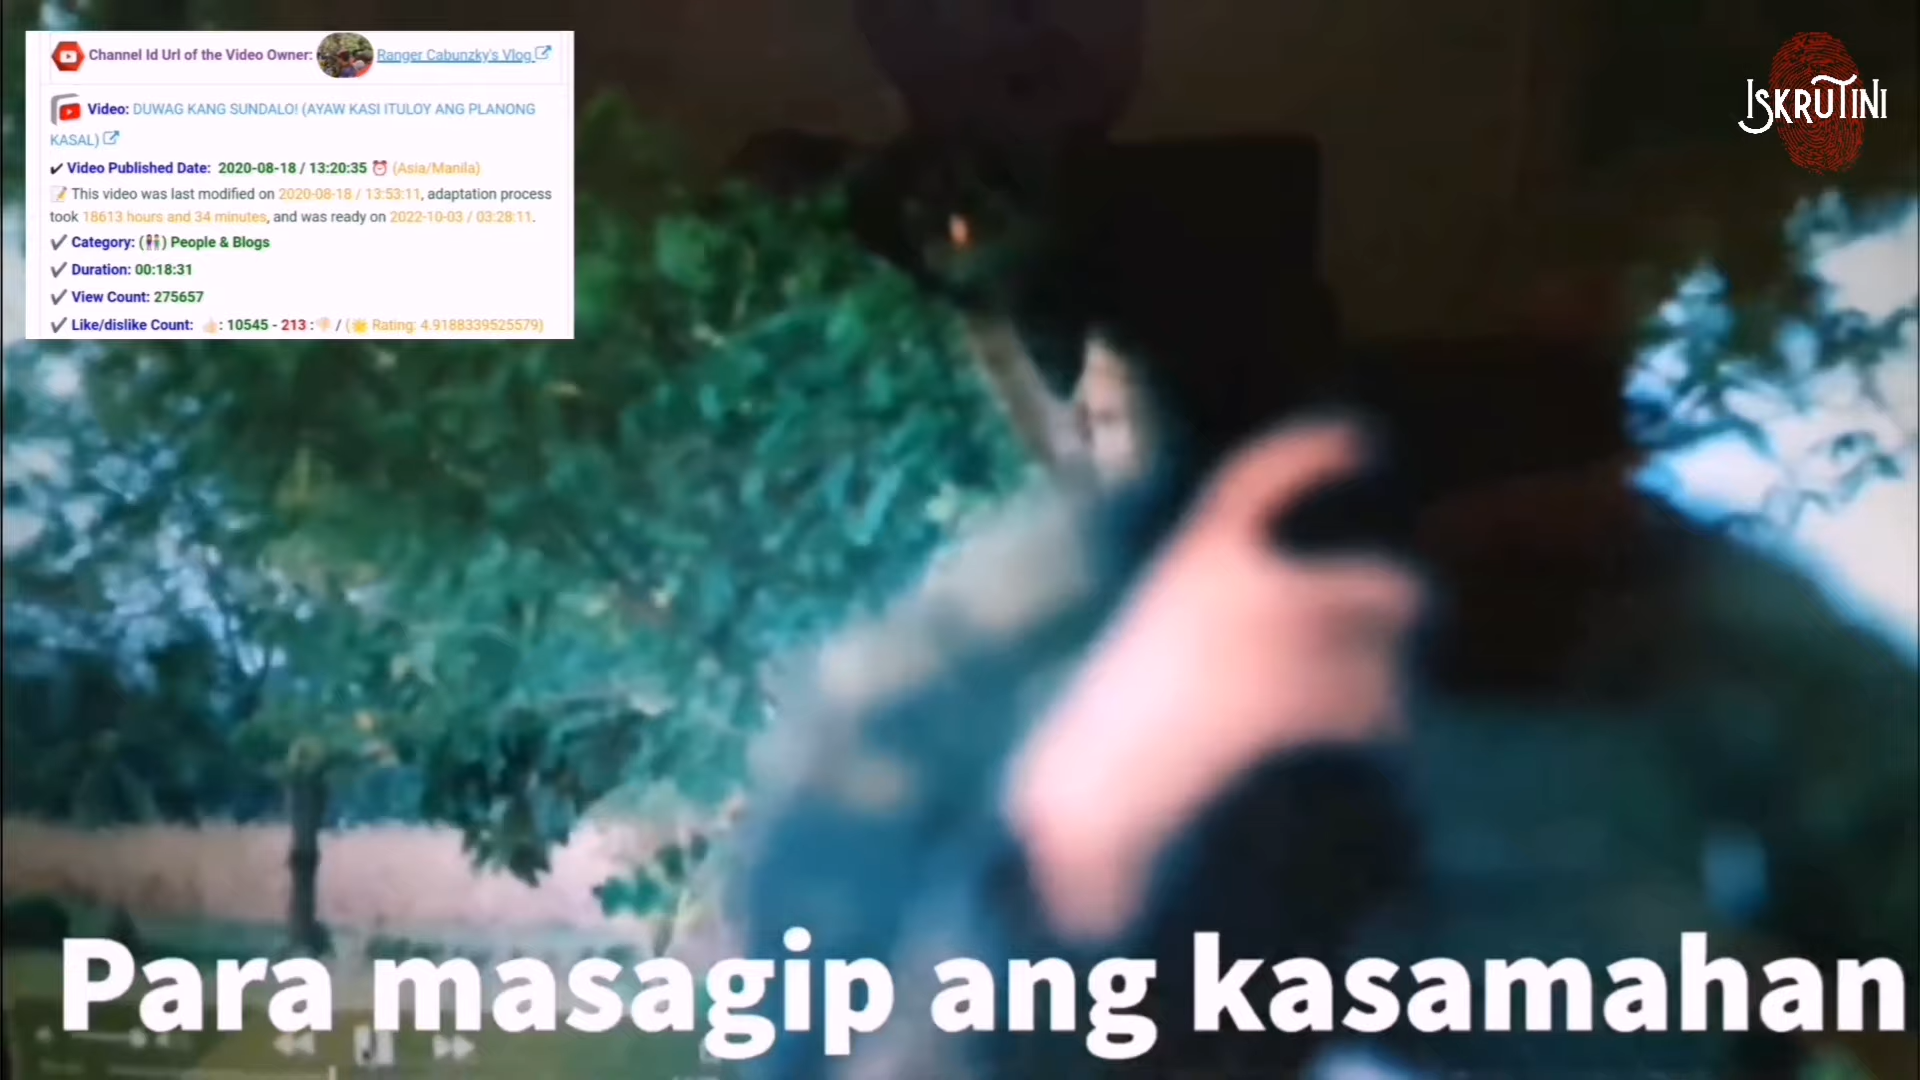 Channel Id Url of the Video Owner: Ranger Cabunzky's Vlog
Video: DUWAG KANG SUNDALO! (AYAW KASI ITULOY ANG PLANONG
KASAL)
Video Published Date: 2020-08-18 / 13:20:35 (Asia/Manila)
This video was last modified on 2020-08-18 / 13:53:11, adaptation process
took 18613 hours and 34 minutes, and was ready on 2022-10-03 / 03:28:11.
Category: () People & Blogs
Duration: 00:18:31
View Count: 275657
Like/dislike Count: : 10545 - 213 : / ( Rating: 4.9188339525579)
ISKRUTINI
Para masagip ang kasamahan